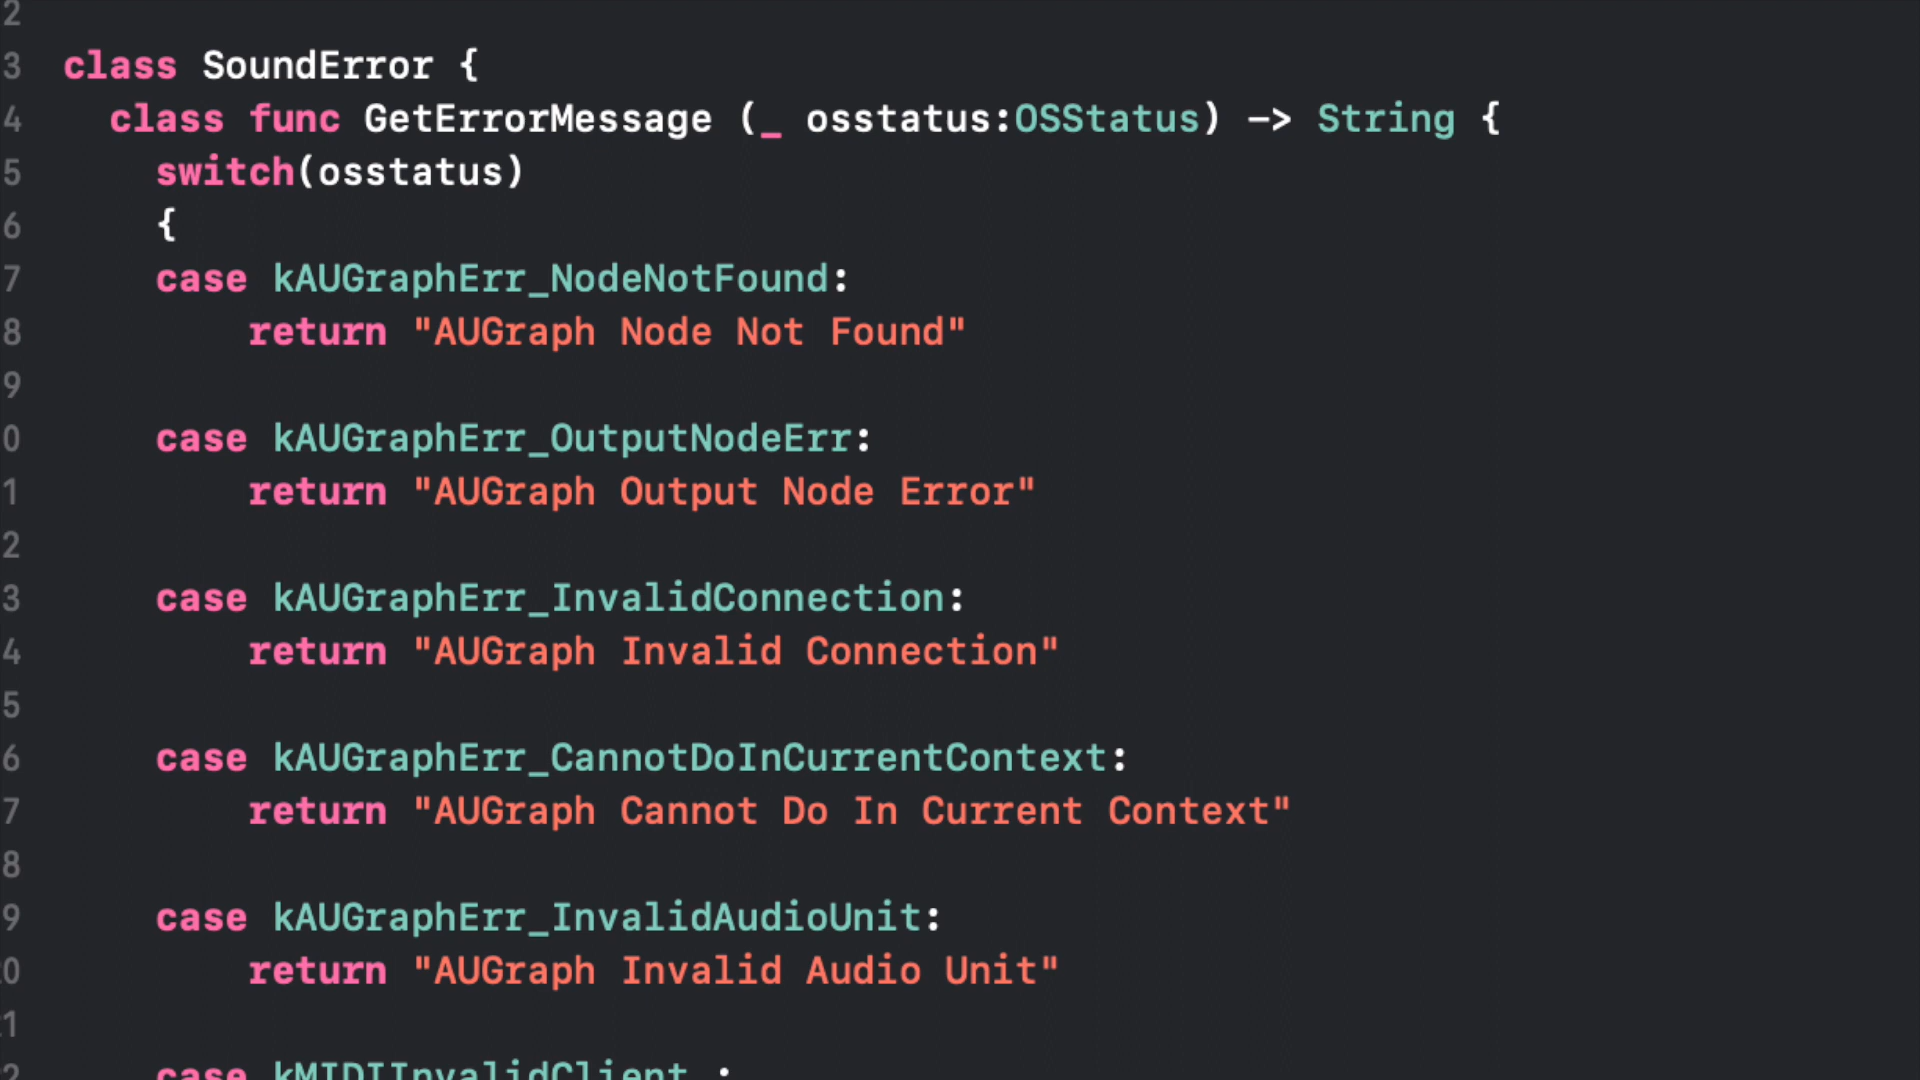 2
3 class SoundError {
4 class func GetErrorMessage (_ osstatus:OSStatus) -> String {
5 switch(osstatus)
6 {
7 case kAUGraphErr_NodeNotFound:
8 return "AUGraph Node Not Found"
9
0 case kAUGraphErr_OutputNodeErr:
1 return "AUGraph Output Node Error"
2
3 case kAUGraphErr_InvalidConnection:
4 return "AUGraph Invalid Connection"
5
6 case kAUGraphErr_CannotDoInCurrentContext:
7 return "AUGraph Cannot Do In Current Context"
8
9 case kAUGraphErr_InvalidAudioUnit:
0 return "AUGraph Invalid Audio Unit"
1
2 case kMIDIInvalidClient :